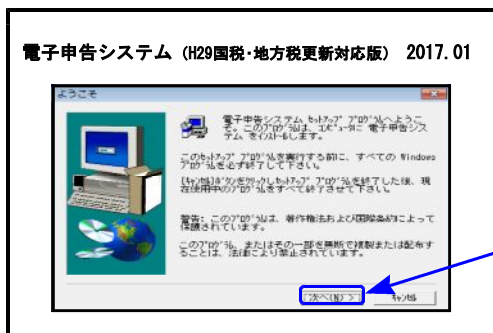 電子申告システム (H29国税・地方税更新対応版) 2017.01
ようこそ
電子申告システム ｾｯﾄｱｯﾌﾟ ﾌﾟﾛｸﾞﾗﾑへようこ
そ。このﾌﾟﾛｸﾞﾗﾑは、ｺﾝﾋﾟｭｰﾀに 電子申告シス
テム をｲﾝｽﾄｰﾙします。
このｾｯﾄｱｯﾌﾟ ﾌﾟﾛｸﾞﾗﾑを実行する前に、すべての Windows
ﾌﾟﾛｸﾞﾗﾑを必ず終了して下さい。
[ｷｬﾝｾﾙ]ﾎﾞﾀﾝをｸﾘｯｸしｾｯﾄｱｯﾌﾟ ﾌﾟﾛｸﾞﾗﾑを終了した後、現
在使用中のﾌﾟﾛｸﾞﾗﾑをすべて終了させて下さい。
警告: このﾌﾟﾛｸﾞﾗﾑは、著作権法および国際条約によって
保護されています。
このﾌﾟﾛｸﾞﾗﾑ、またはその一部を無断で複製または配布す
ることは、法律により禁止されています。
次へ(N) >
ｷｬﾝｾﾙ